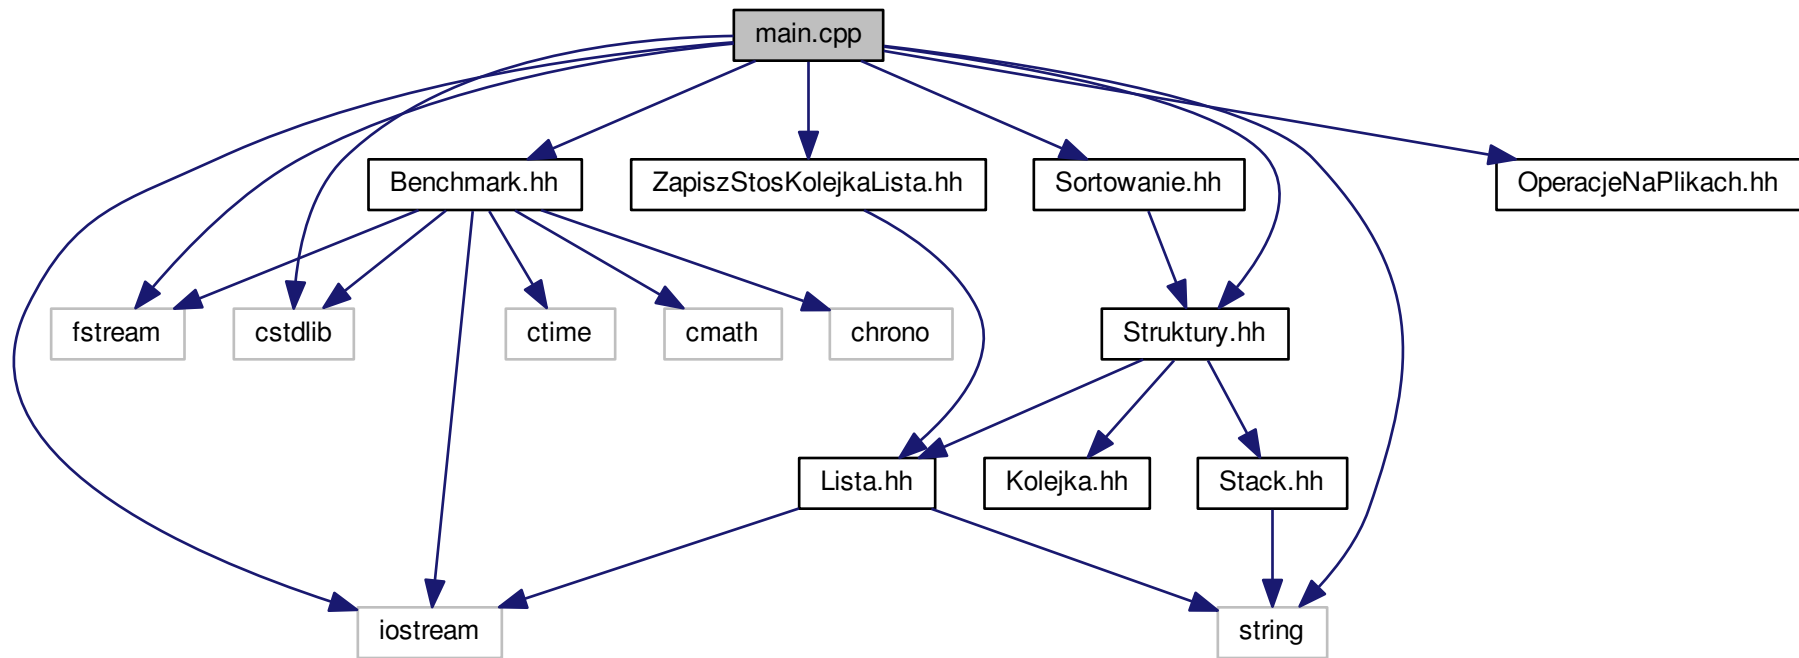 main.cpp
Benchmark.hh
ZapiszStosKolejkaLista.hh
Sortowanie.hh
OperacjeNaPlikach.hh
fstream
cstdlib
ctime
cmath
chrono
Struktury.hh
Lista.hh
Kolejka.hh
Stack.hh
iostream
string